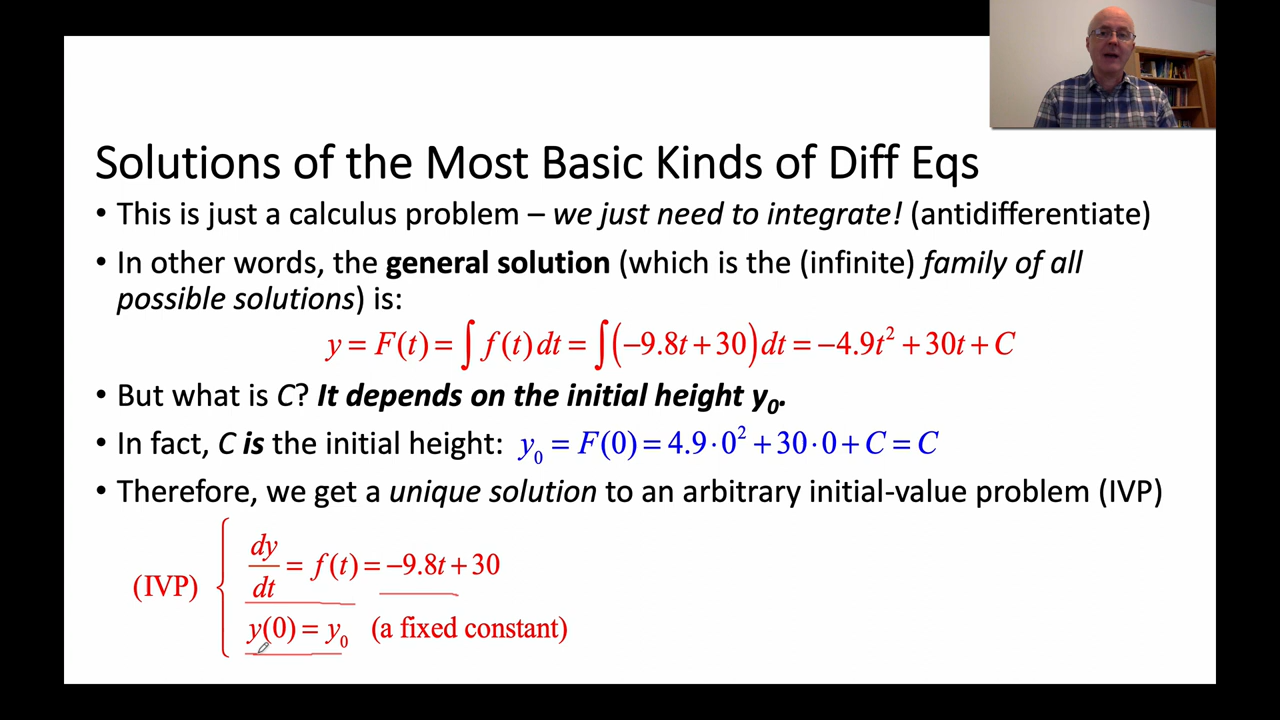 Solutions of the Most Basic Kinds of Diff Eqs
• This is just a calculus problem – we just need to integrate! (antidifferentiate)
• In other words, the general solution (which is the (infinite) family of all
possible solutions) is:
y = F(t) = ∫ f(t) dt = ∫(−9.8t + 30) dt = −4.9t² + 30t + C
• But what is C? It depends on the initial height y₀.
• In fact, C is the initial height: y₀ = F(0) = 4.9·0² + 30·0 + C = C
• Therefore, we get a unique solution to an arbitrary initial-value problem (IVP)
(IVP) { dy/dt = f(t) = −9.8t + 30
y(0) = y₀ (a fixed constant)